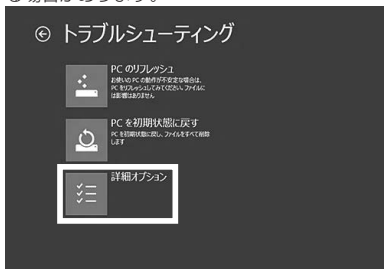 る場合があります。
トラブルシューティング
PC のリフレッシュ
お使いの PC の動作が不安定な場合は、
PC をリフレッシュしてみてください。ファイルに
は影響はありません
PC を初期状態に戻す
PC を初期状態に戻し、ファイルをすべて削除
します
詳細オプション